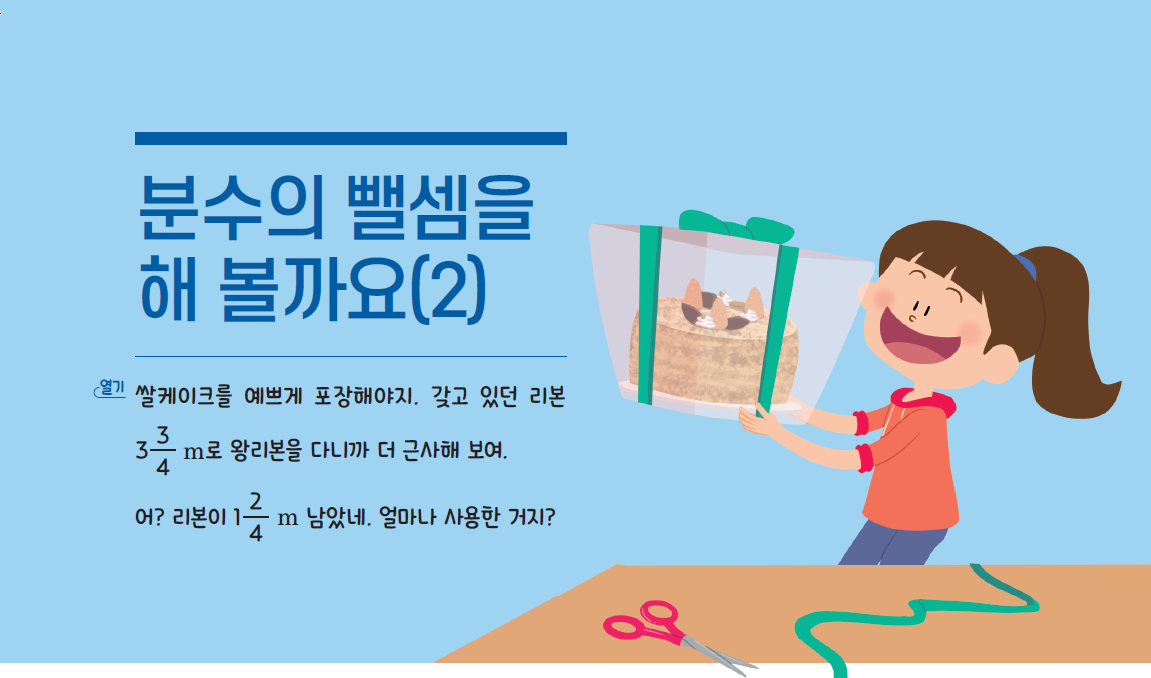 분수의 뺄셈을
해 볼까요(2)
열기 쌀케이크를 예쁘게 포장해야지. 갖고 있던 리본
3 3/4 m로 왕리본을 다니까 더 근사해 보여.
어? 리본이 1 2/4 m 남았네. 얼마나 사용한 거지?